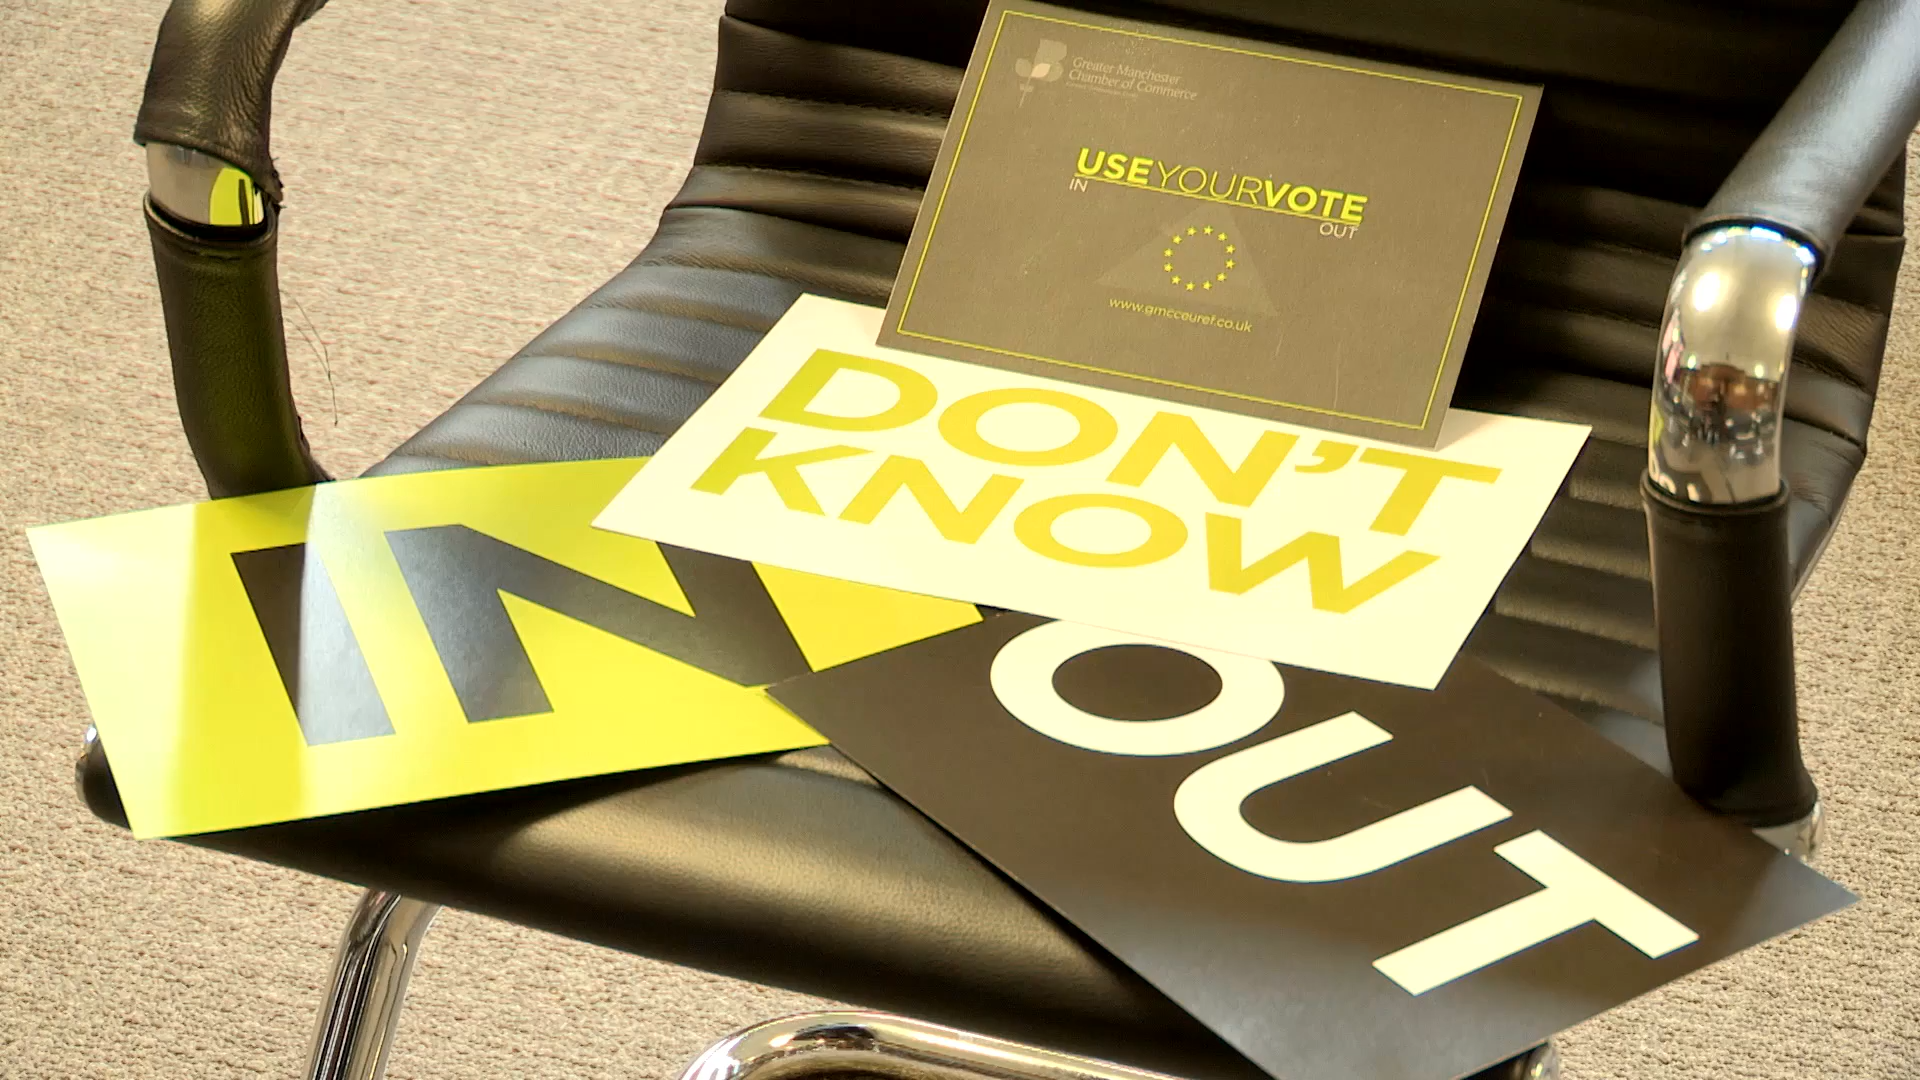 Greater Manchester
Chamber of Commerce
USEYOURVOTE
IN
OUT
www.gmcceuref.co.uk
DON'T
KNOW
IN
OUT